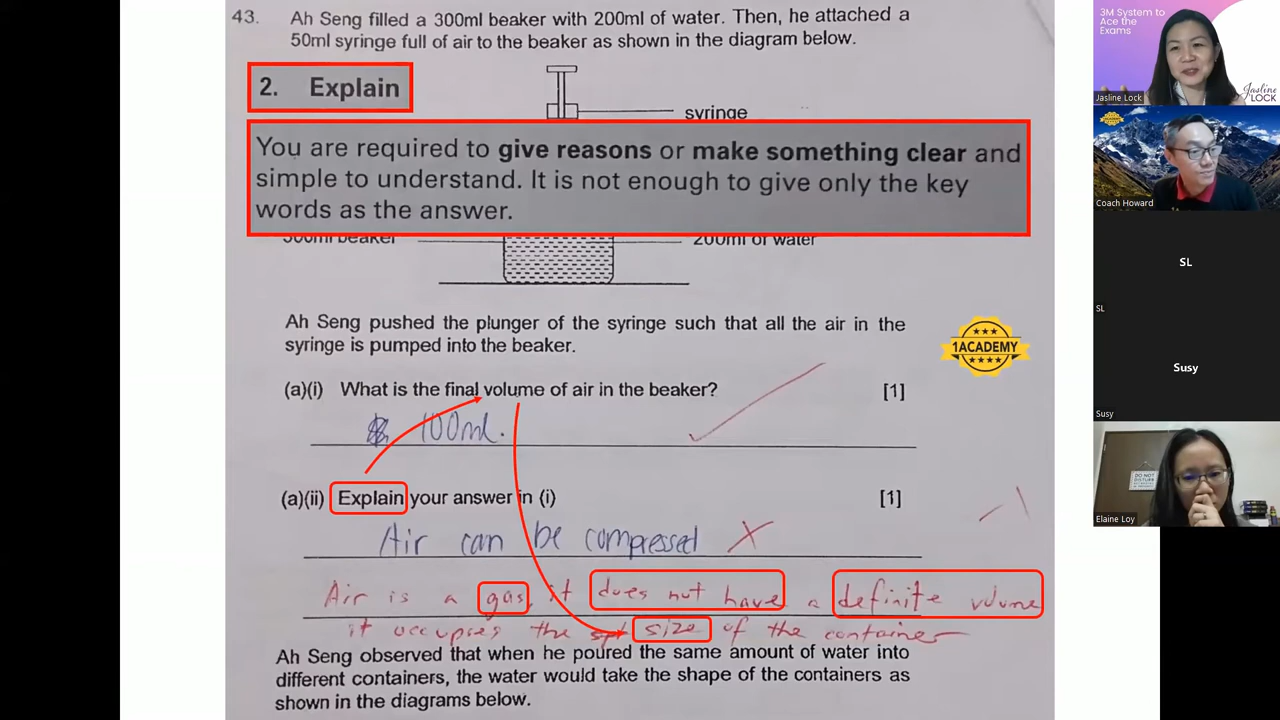 43. Ah Seng filled a 300ml beaker with 200ml of water. Then, he attached a
50ml syringe full of air to the beaker as shown in the diagram below.
2. Explain
syringe
You are required to give reasons or make something clear and
simple to understand. It is not enough to give only the key
words as the answer.
300ml beaker
200ml of water
Ah Seng pushed the plunger of the syringe such that all the air in the
syringe is pumped into the beaker.
(a)(i) What is the final volume of air in the beaker? [1]
100ml.
(a)(ii) Explain your answer in (i) [1]
Air can be compressed
Air is a gas, it does not have a definite volume
it occupies the size of the container
Ah Seng observed that when he poured the same amount of water into
different containers, the water would take the shape of the containers as
shown in the diagrams below.
1ACADEMY
3M System to
Ace the
Exams
Jasline
LOCK
Jasline Lock
Coach Howard
SL
SL
Susy
Susy
DO NOT
DISTURB
Elaine Loy